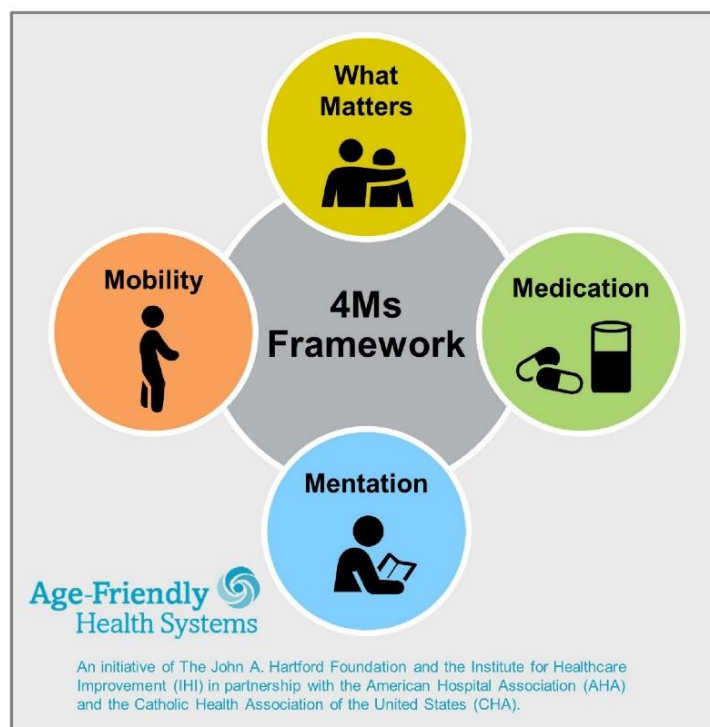 What
Matters
Mobility
4Ms
Framework
Medication
Mentation
Age-Friendly
Health Systems
An initiative of The John A. Hartford Foundation and the Institute for Healthcare
Improvement (IHI) in partnership with the American Hospital Association (AHA)
and the Catholic Health Association of the United States (CHA).